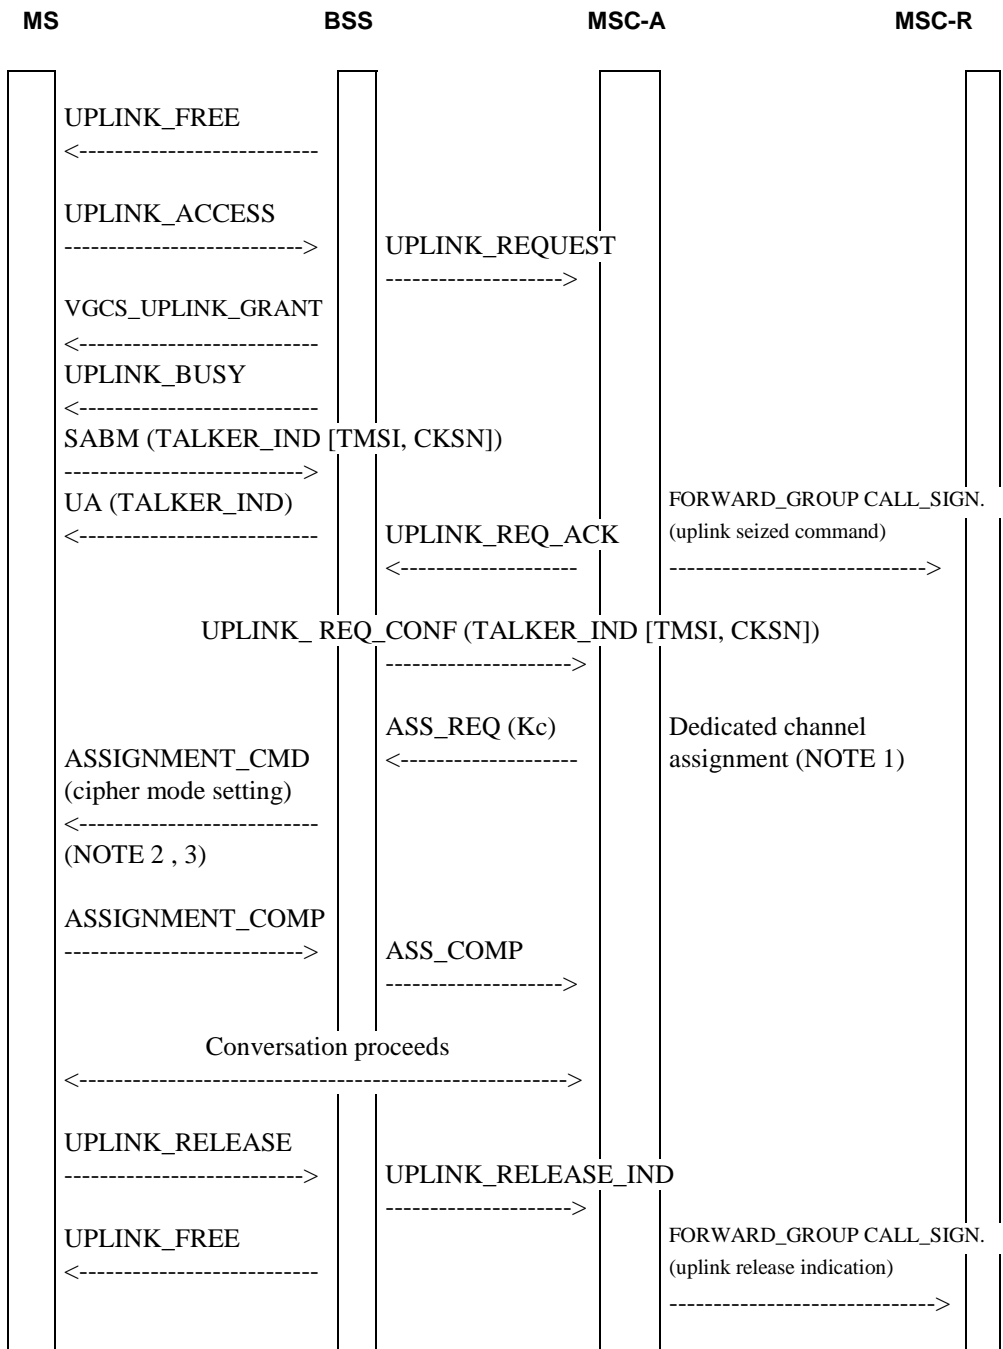 MS BSS MSC-A MSC-R
UPLINK_FREE
<---------------------------
UPLINK_ACCESS
---------------------------> UPLINK_REQUEST
-------------------->
VGCS_UPLINK_GRANT
<---------------------------
UPLINK_BUSY
<---------------------------
SABM (TALKER_IND [TMSI, CKSN])
--------------------------->
UA (TALKER_IND) FORWARD_GROUP CALL_SIGN.
<--------------------------- UPLINK_REQ_ACK (uplink seized command)
<-------------------- ----------------------------->
UPLINK_ REQ_CONF (TALKER_IND [TMSI, CKSN])
--------------------->
ASS_REQ (Kc) Dedicated channel
ASSIGNMENT_CMD <-------------------- assignment (NOTE 1)
(cipher mode setting)
<---------------------------
(NOTE 2 , 3)
ASSIGNMENT_COMP
---------------------------> ASS_COMP
-------------------->
Conversation proceeds
<------------------------------------------------------->
UPLINK_RELEASE
---------------------------> UPLINK_RELEASE_IND
--------------------->
UPLINK_FREE FORWARD_GROUP CALL_SIGN.
<--------------------------- (uplink release indication)
------------------------------>